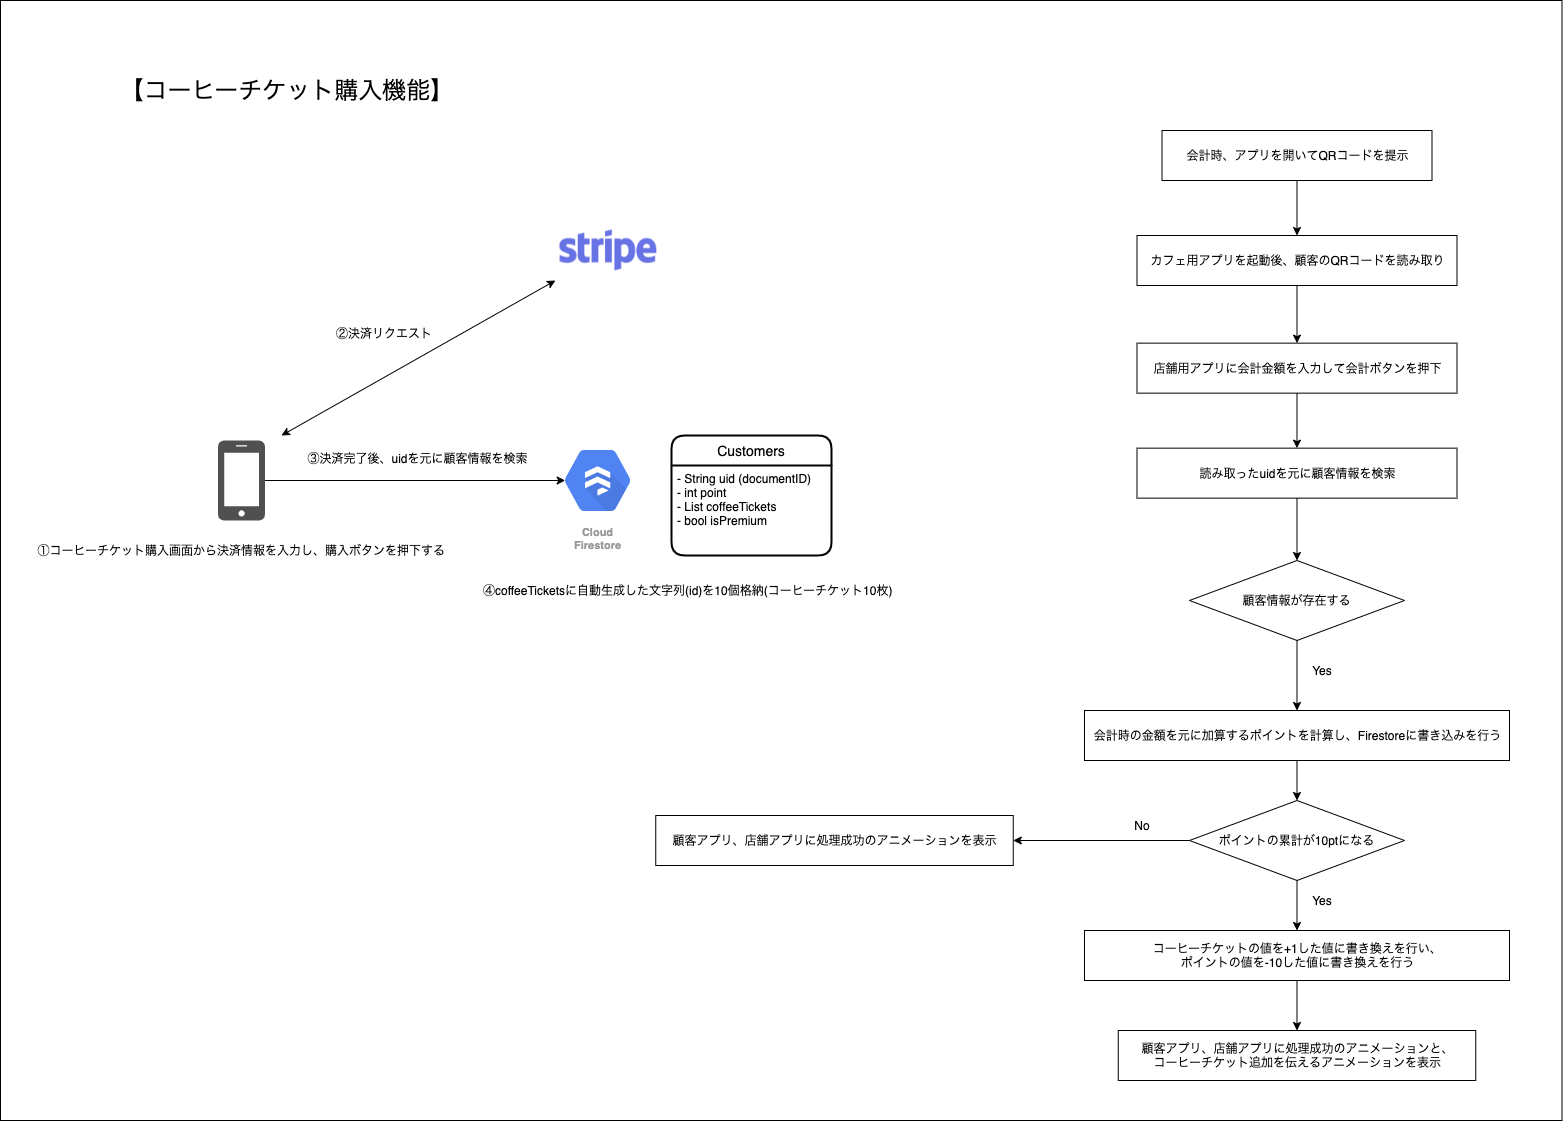 【コーヒーチケット購入機能】
stripe
②決済リクエスト
③決済完了後、uidを元に顧客情報を検索
Cloud
Firestore
Customers
- String uid (documentID)
- int point
- List coffeeTickets
- bool isPremium
①コーヒーチケット購入画面から決済情報を入力し、購入ボタンを押下する
④coffeeTicketsに自動生成した文字列(id)を10個格納(コーヒーチケット10枚)
会計時、アプリを開いてQRコードを提示
カフェ用アプリを起動後、顧客のQRコードを読み取り
店舗用アプリに会計金額を入力して会計ボタンを押下
読み取ったuidを元に顧客情報を検索
顧客情報が存在する
Yes
会計時の金額を元に加算するポイントを計算し、Firestoreに書き込みを行う
ポイントの累計が10ptになる
No
顧客アプリ、店舗アプリに処理成功のアニメーションを表示
Yes
コーヒーチケットの値を+1した値に書き換えを行い、
ポイントの値を-10した値に書き換えを行う
顧客アプリ、店舗アプリに処理成功のアニメーションと、
コーヒーチケット追加を伝えるアニメーションを表示